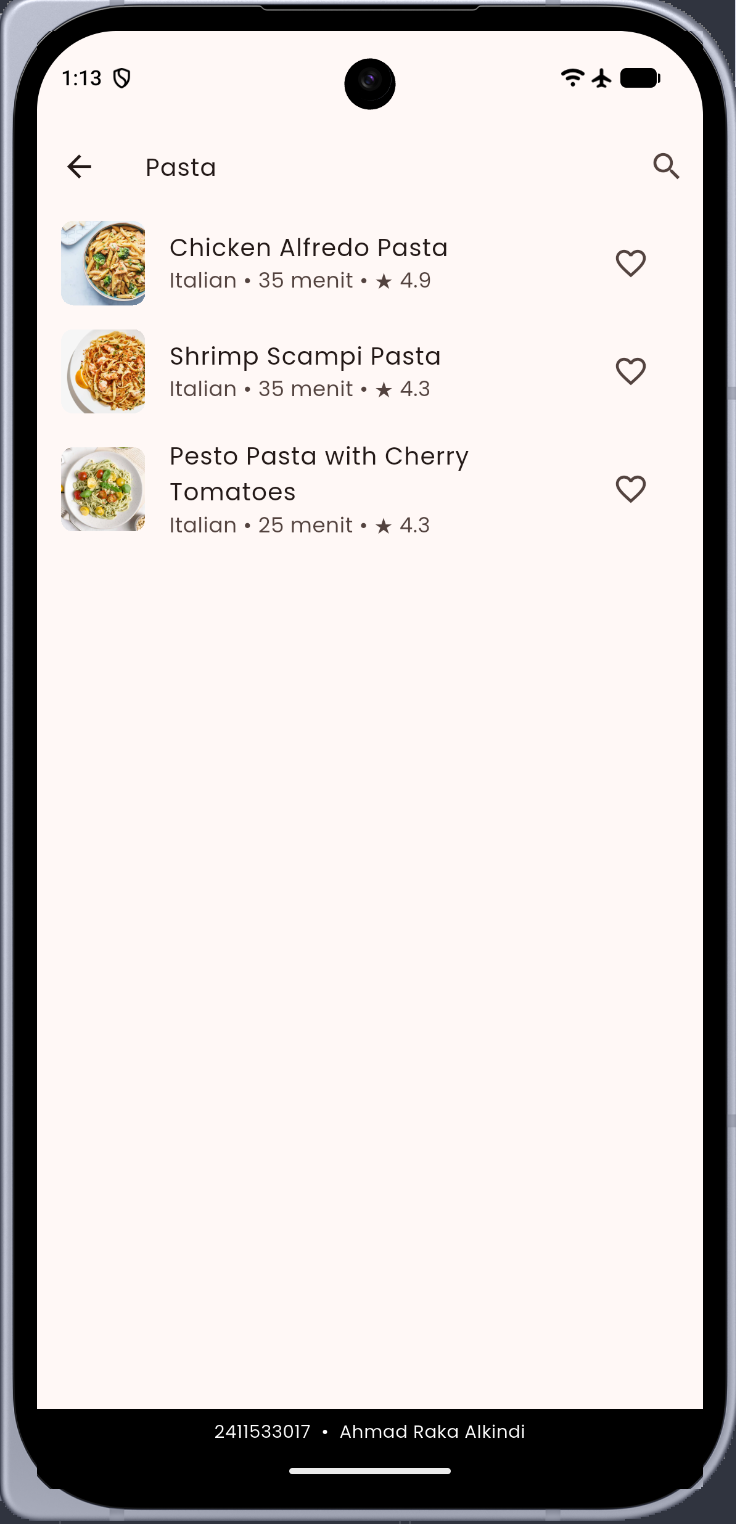 1:13
Pasta
Chicken Alfredo Pasta
Italian • 35 menit • ★ 4.9
Shrimp Scampi Pasta
Italian • 35 menit • ★ 4.3
Pesto Pasta with Cherry
Tomatoes
Italian • 25 menit • ★ 4.3
2411533017 • Ahmad Raka Alkindi